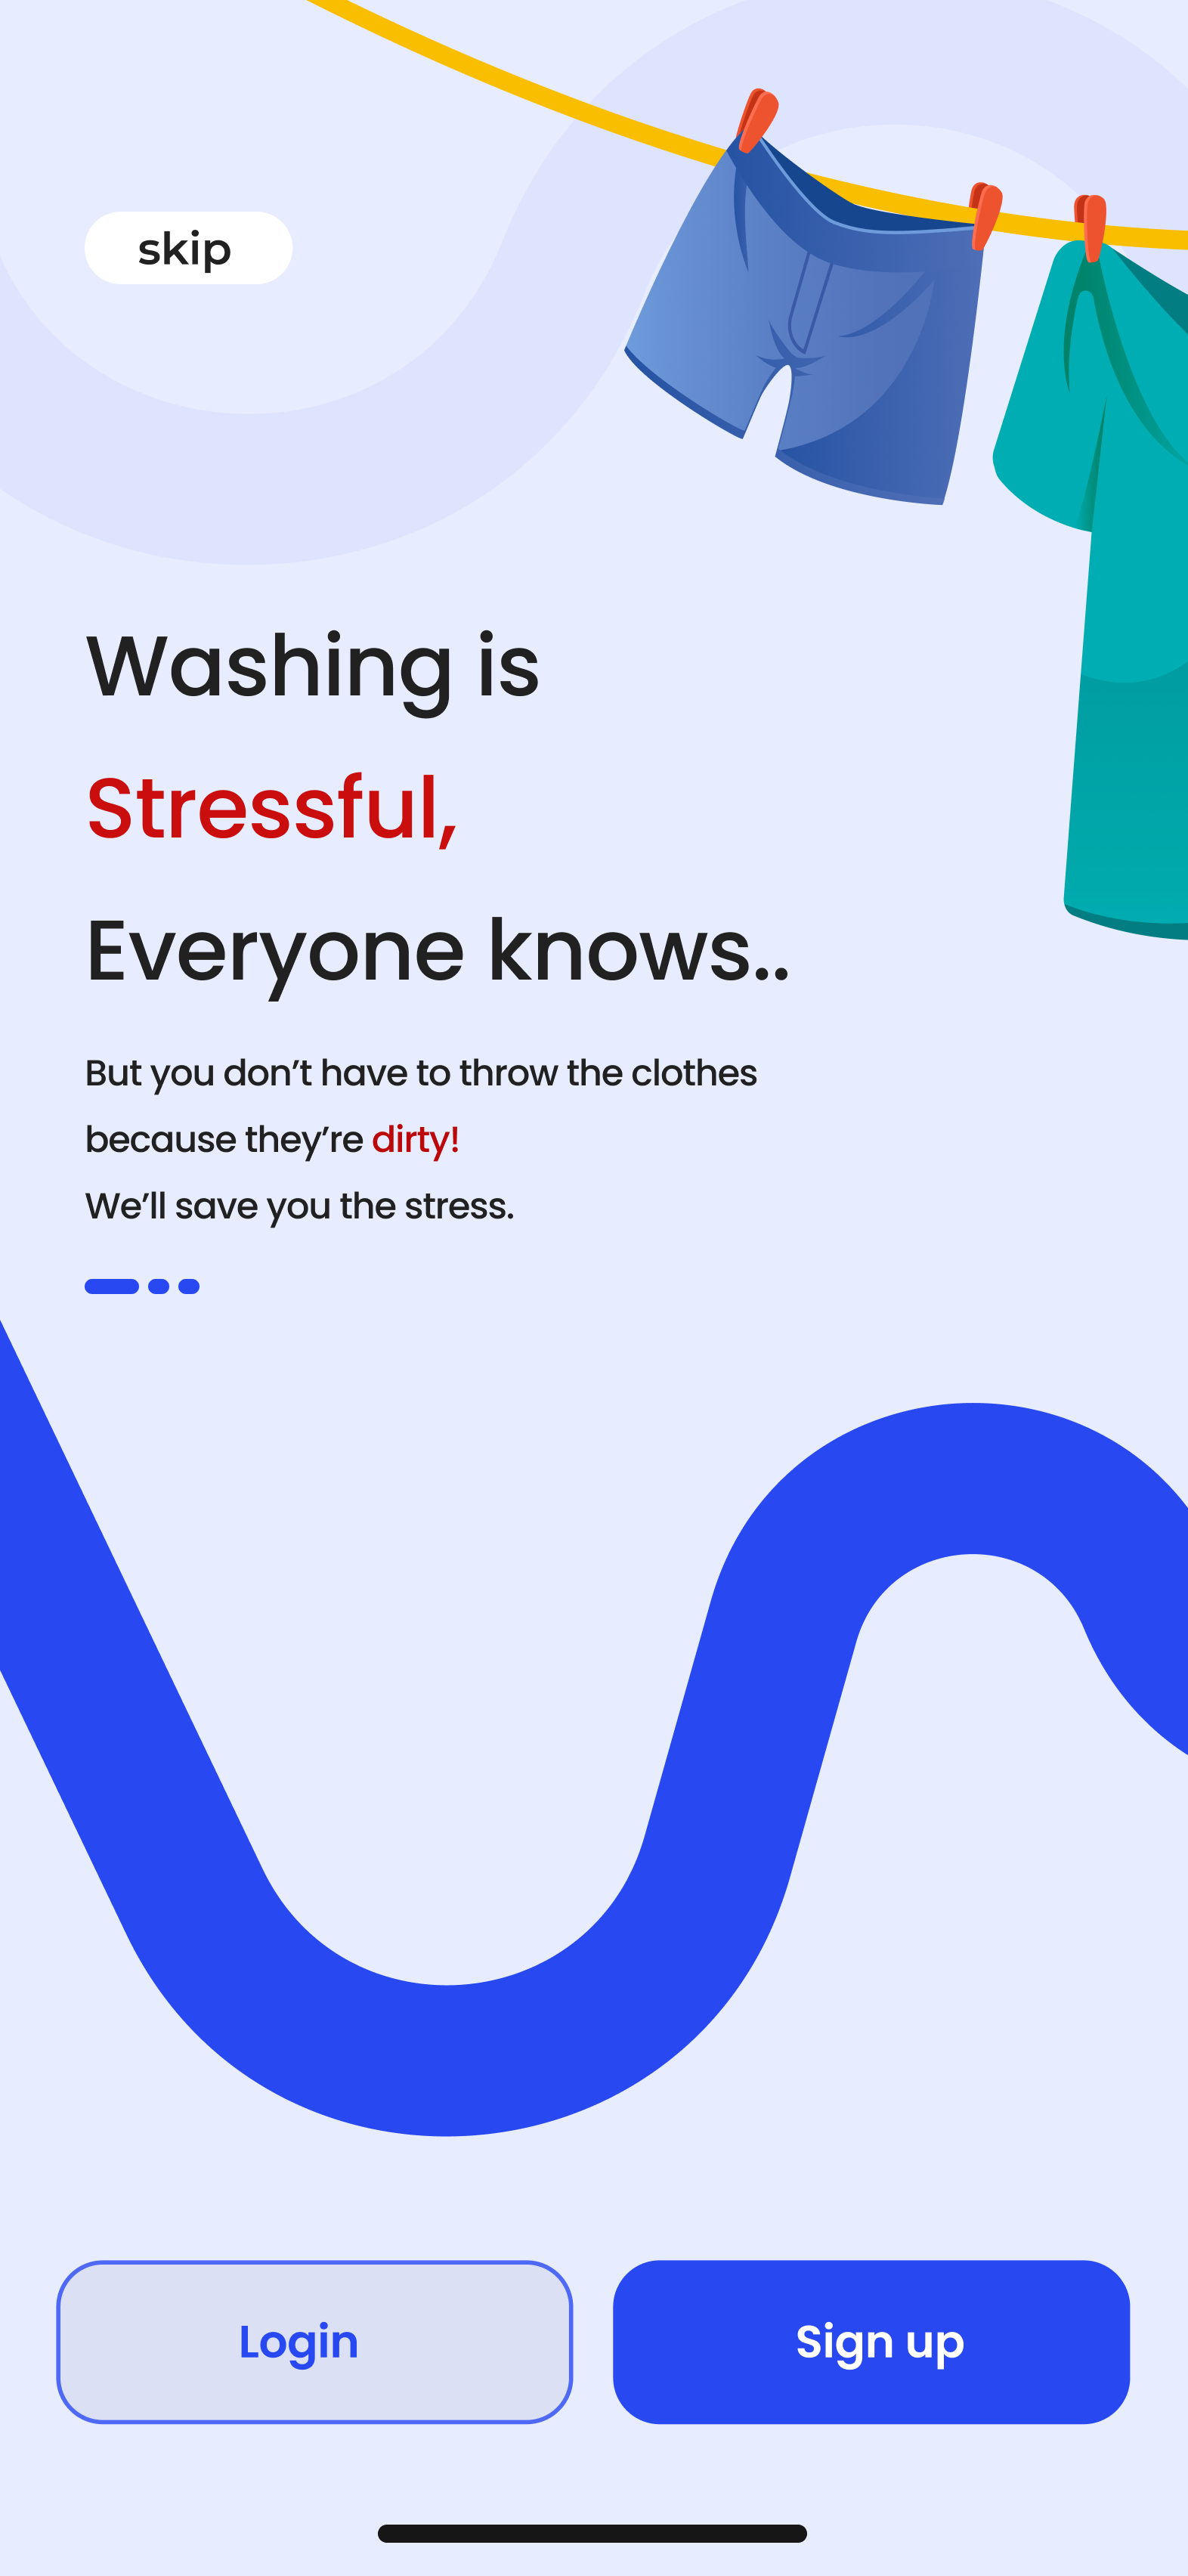 skip
Washing is
Stressful,
Everyone knows..
But you don’t have to throw the clothes
because they’re dirty!
We’ll save you the stress.
Login
Sign up